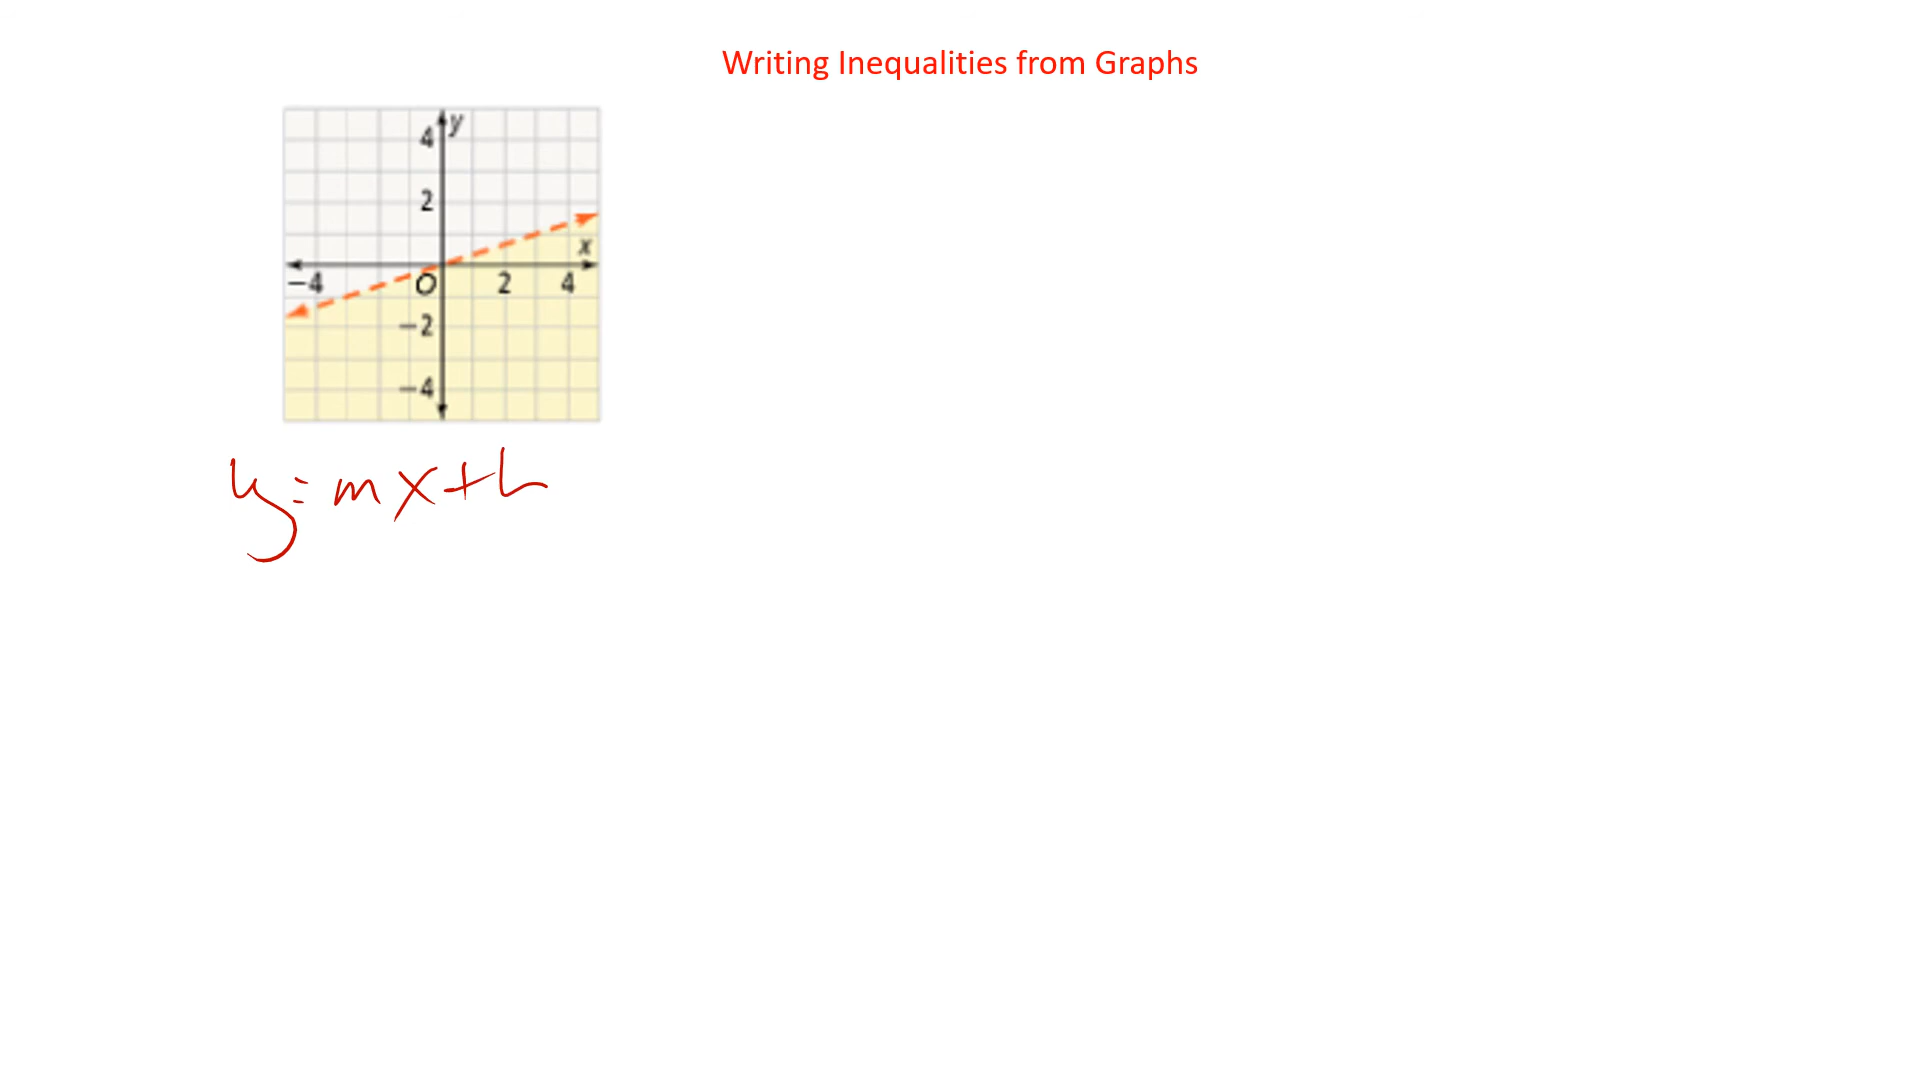 Writing Inequalities from Graphs
y
4
2
x
−4 O 2 4
−2
−4
y = mx + b